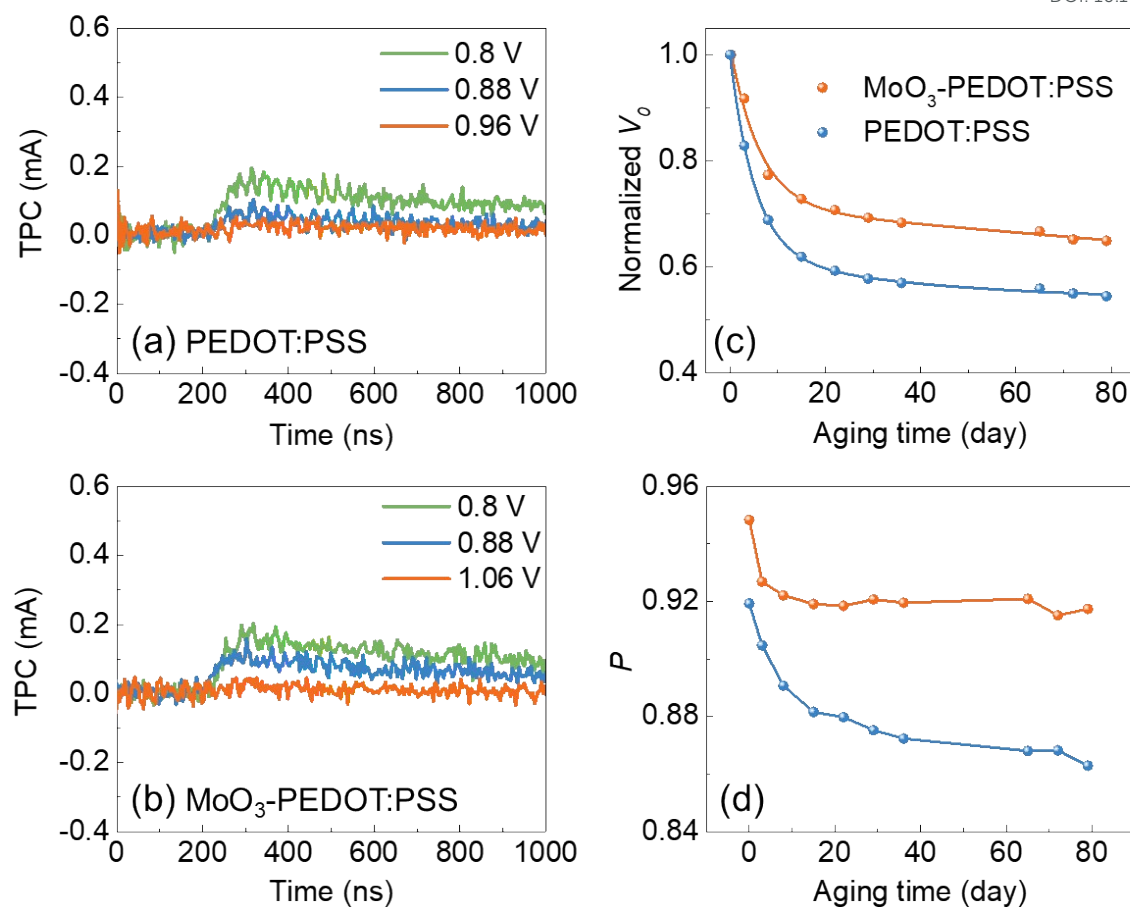 DOI: 10.1
0.6
0.4
0.2
0.0
-0.2
-0.4
TPC (mA)
0.8 V
0.88 V
0.96 V
(a) PEDOT:PSS
0 200 400 600 800 1000
Time (ns)
1.0
0.8
0.6
0.4
Normalized V₀
MoO₃-PEDOT:PSS
PEDOT:PSS
(c)
0 20 40 60 80
Aging time (day)
0.6
0.4
0.2
0.0
-0.2
-0.4
TPC (mA)
0.8 V
0.88 V
1.06 V
(b) MoO₃-PEDOT:PSS
0 200 400 600 800 1000
Time (ns)
0.96
0.92
0.88
0.84
P
(d)
0 20 40 60 80
Aging time (day)